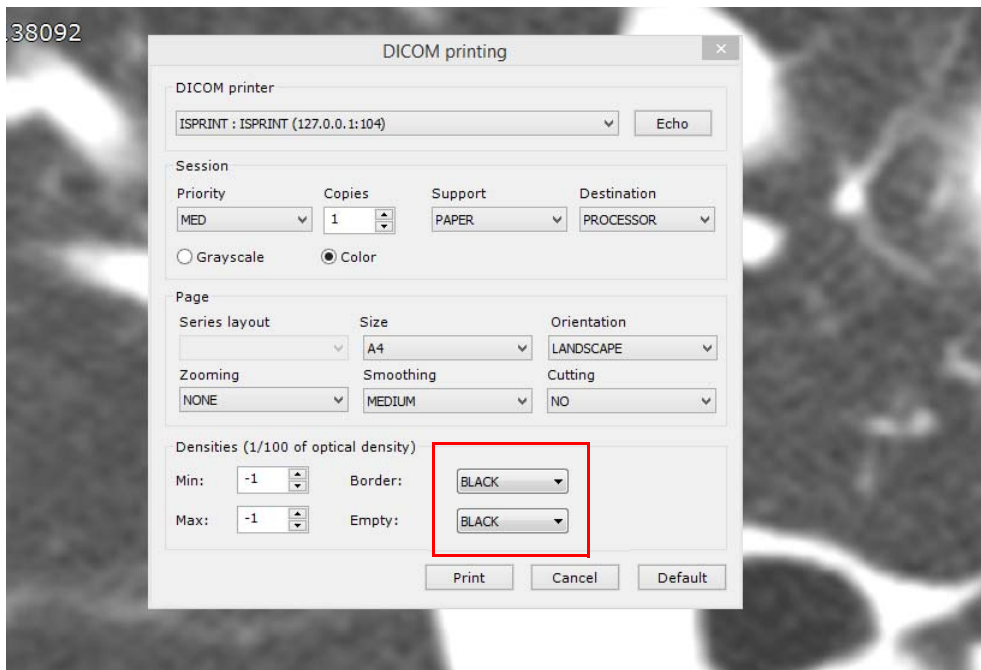 .38092
DICOM printing
DICOM printer
ISPRINT : ISPRINT (127.0.0.1:104)
Echo
Session
Priority Copies Support Destination
MED 1 PAPER PROCESSOR
Grayscale Color
Page
Series layout Size Orientation
A4 LANDSCAPE
Zooming Smoothing Cutting
NONE MEDIUM NO
Densities (1/100 of optical density)
Min: -1 Border: BLACK
Max: -1 Empty: BLACK
Print Cancel Default